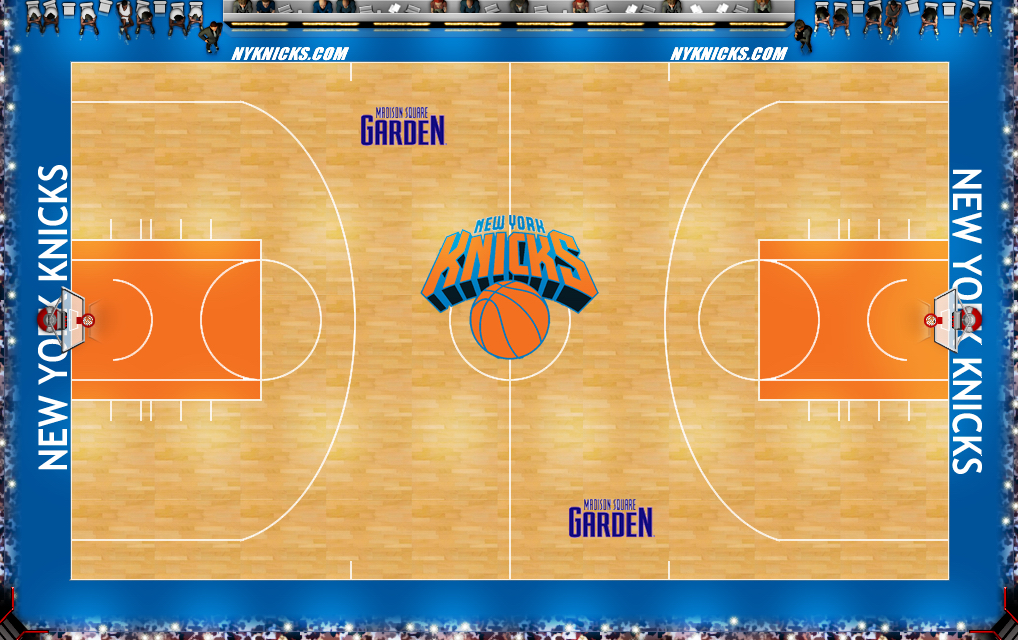 NYKNICKS.COM
NYKNICKS.COM
MADISON SQUARE
GARDEN
NEW YORK KNICKS
NEW YORK KNICKS
NEW YORK
KNICKS
MADISON SQUARE
GARDEN